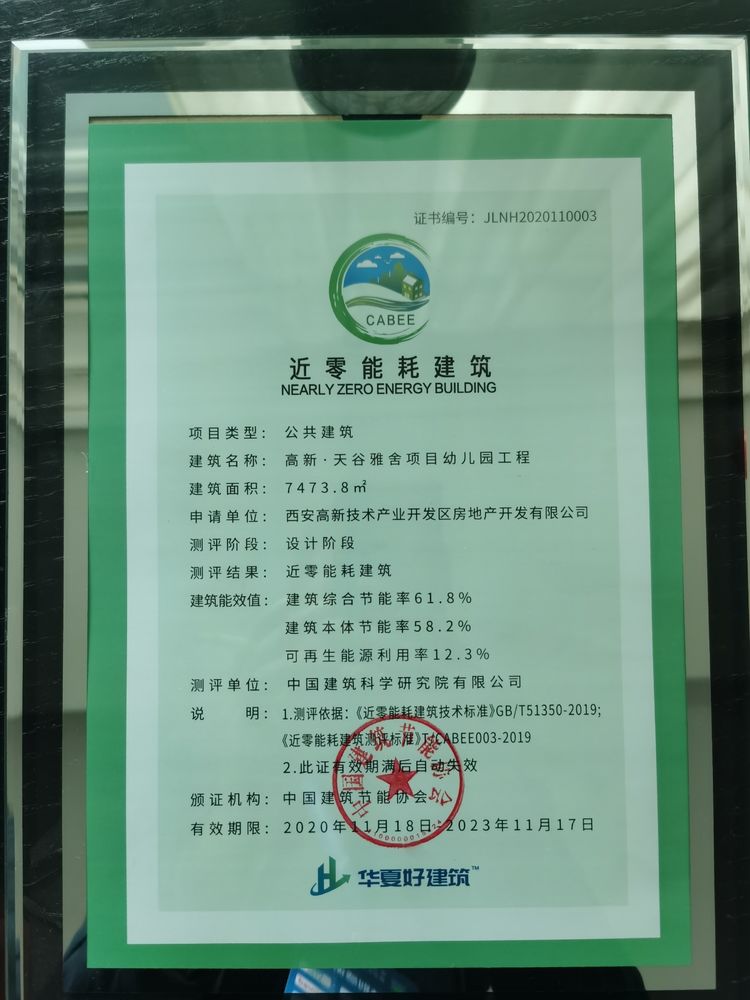 证书编号：JLNH2020110003
CABEE
近零能耗建筑
NEARLY ZERO ENERGY BUILDING
项目类型：公共建筑
建筑名称：高新·天谷雅舍项目幼儿园工程
建筑面积：7473.8㎡
申请单位：西安高新技术产业开发区房地产开发有限公司
测评阶段：设计阶段
测评结果：近零能耗建筑
建筑能效值：建筑综合节能率61.8%
建筑本体节能率58.2%
可再生能源利用率12.3%
测评单位：中国建筑科学研究院有限公司
说明：1.测评依据：《近零能耗建筑技术标准》GB/T51350-2019；
《近零能耗建筑测评标准》T/CABEE003-2019
2.此证有效期满后自动失效
颁证机构：中国建筑节能协会
有效期限：2020年11月18日-2023年11月17日
中国建筑节能协会
华夏好建筑™